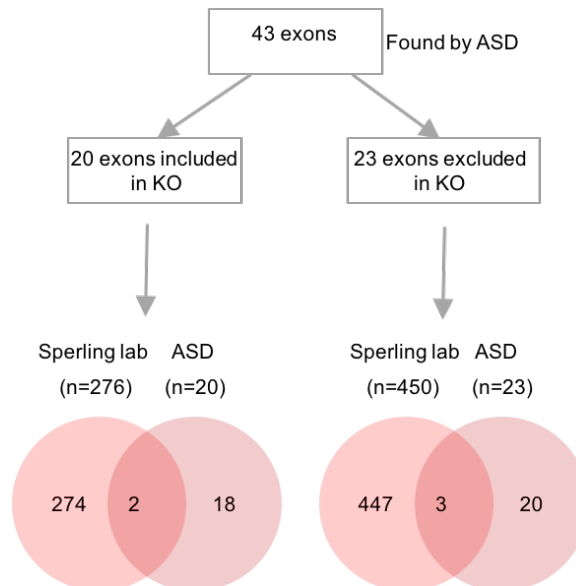 43 exons
Found by ASD
20 exons included
in KO
23 exons excluded
in KO
Sperling lab ASD
(n=276) (n=20)
274 2 18
Sperling lab ASD
(n=450) (n=23)
447 3 20